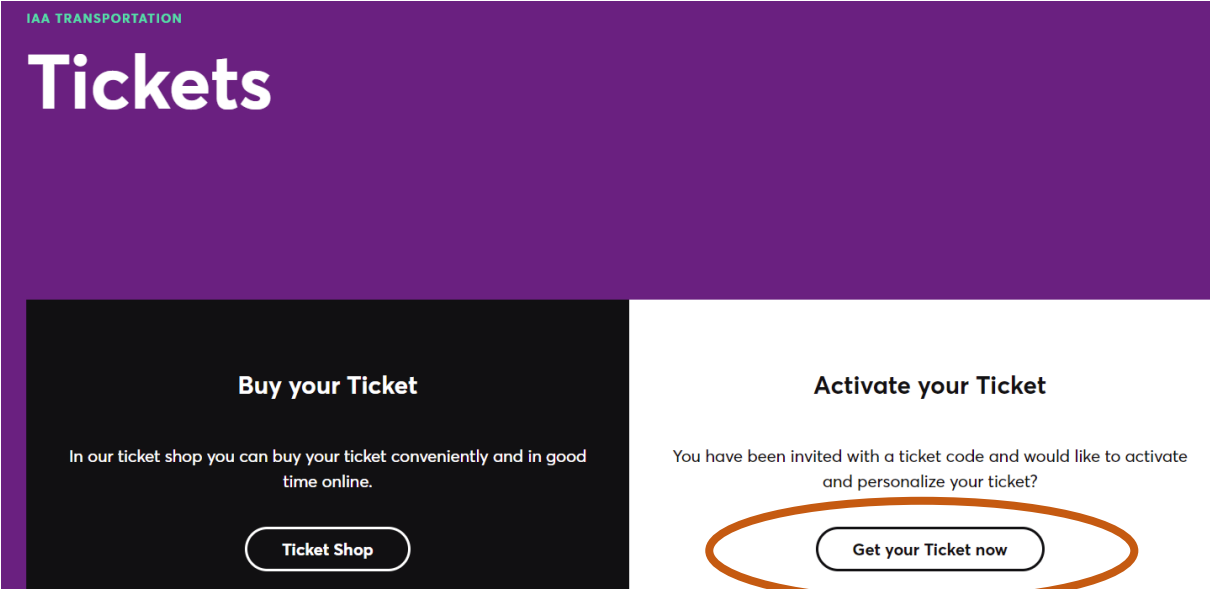 IAA TRANSPORTATION
Tickets
Buy your Ticket
In our ticket shop you can buy your ticket conveniently and in good
time online.
Ticket Shop
Activate your Ticket
You have been invited with a ticket code and would like to activate
and personalize your ticket?
Get your Ticket now